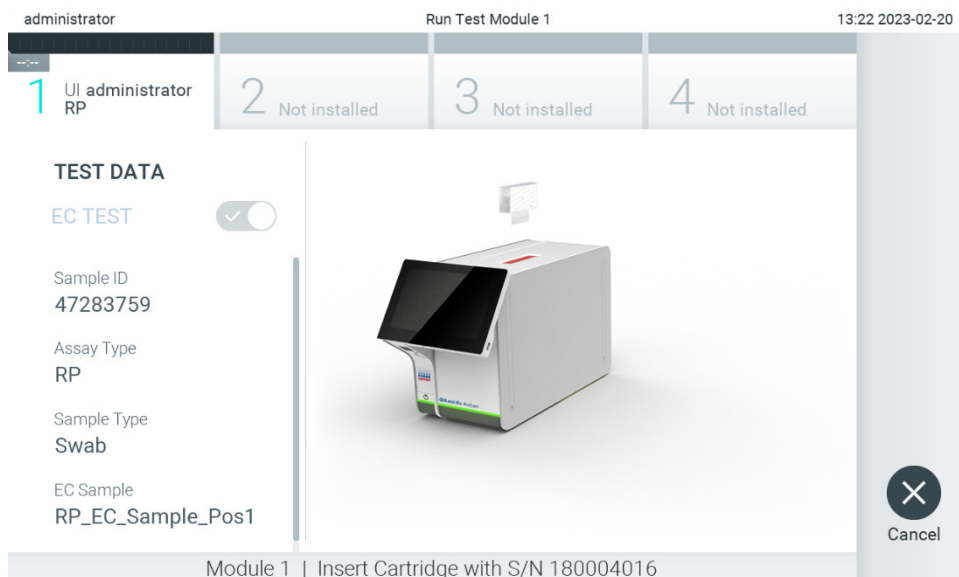 administrator
Run Test Module 1
13:22 2023-02-20
--:--
1 UI administrator
RP
2 Not installed
3 Not installed
4 Not installed
TEST DATA
EC TEST
Sample ID
47283759
Assay Type
RP
Sample Type
Swab
EC Sample
RP_EC_Sample_Pos1
Cancel
Module 1 | Insert Cartridge with S/N 180004016